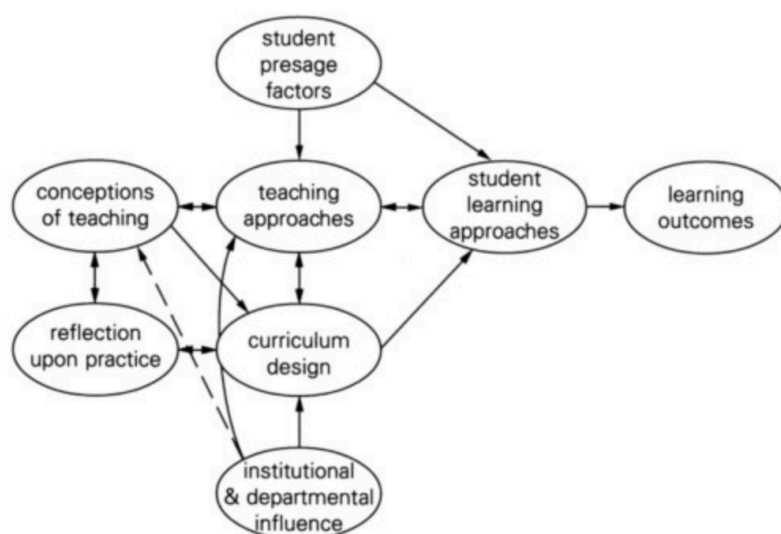 student
presage
factors
conceptions
of teaching
teaching
approaches
student
learning
approaches
learning
outcomes
reflection
upon practice
curriculum
design
institutional
& departmental
influence